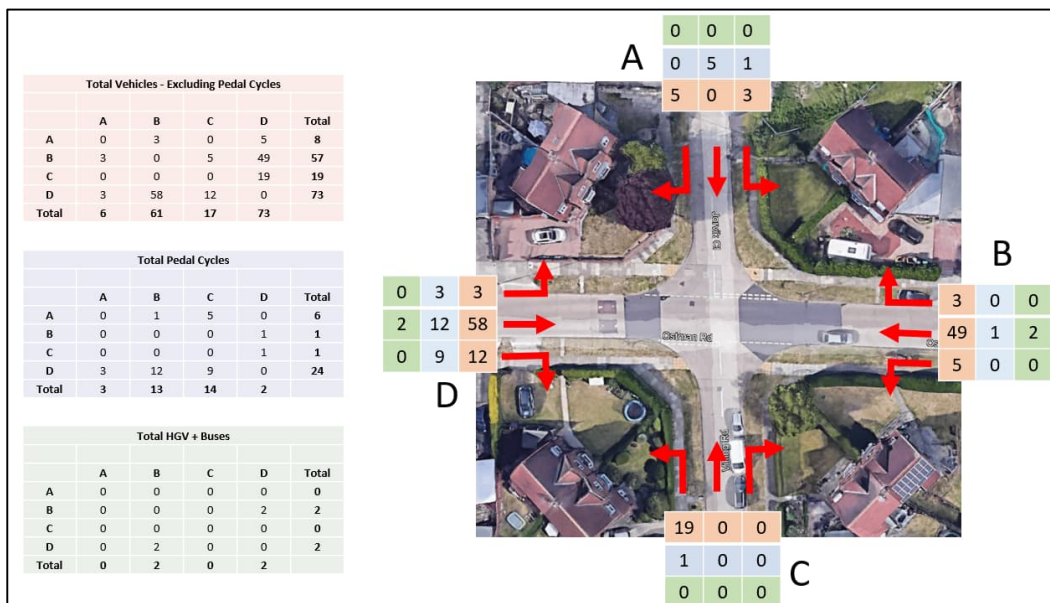 Total Vehicles - Excluding Pedal Cycles
A B C D Total
A 0 3 0 5 8
B 3 0 5 49 57
C 0 0 0 19 19
D 3 58 12 0 73
Total 6 61 17 73
Total Pedal Cycles
A B C D Total
A 0 1 5 0 6
B 0 0 0 1 1
C 0 0 0 1 1
D 3 12 9 0 24
Total 3 13 14 2
Total HGV + Buses
A B C D Total
A 0 0 0 0 0
B 0 0 0 2 2
C 0 0 0 0 0
D 0 2 0 0 2
Total 0 2 0 2
A
0 0 0
0 5 1
5 0 3
Jorvik Cl
B
3 0 0
49 1 2
5 0 0
0 3 3
2 12 58
0 9 12
D
Ostman Rd
Viking Rd
19 0 0
1 0 0
0 0 0
C